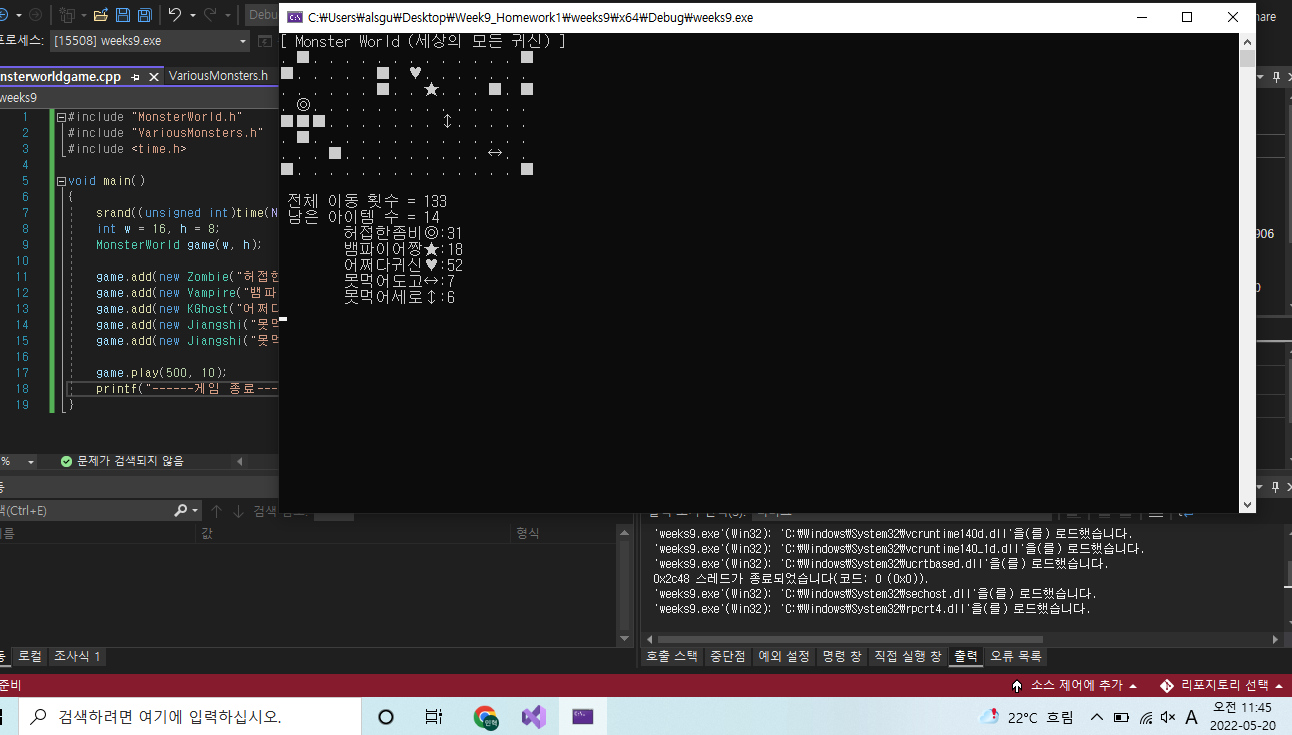 Debu
C:₩Users₩alsgu₩Desktop₩Week9_Homework1₩weeks9₩x64₩Debug₩weeks9.exe
hare
프로세스: [15508] weeks9.exe
nsterworldgame.cpp VariousMonsters.h
weeks9
1 #include "MonsterWorld.h"
2 #include "VariousMonsters.h"
3 #include <time.h>
4
5 void main()
6 {
7 srand((unsigned int)time(N
8 int w = 16, h = 8;
9 MonsterWorld game(w, h);
10
11 game.add(new Zombie("허접한
12 game.add(new Vampire("뱀파
13 game.add(new KGhost("어쩌다
14 game.add(new Jiangshi("못먹
15 game.add(new Jiangshi("못먹
16
17 game.play(500, 10);
18 printf("------게임 종료---
19 }
[ Monster World (세상의 모든 귀신) ]
. ■ . . . . . . . . . . . . . ■
■ . . . . . ■ . ♥ . . . . . . .
. . . . . . ■ . . ★ . . . ■ . ■
. ◎ . . . . . . . . . . . . . .
■ ■ ■ . . . . . . . ↕ . . . . .
. ■ . . . . . . . . . . . . . .
. . . ■ . . . . . . . . . ↔ . .
■ . . . . . . . . . . . . . . ■
전체 이동 횟수 = 133
남은 아이템 수 = 14
허접한좀비◎:31
뱀파이어짱★:18
어쩌다귀신♥:52
못먹어도고↔:7
못먹어세로↕:6
906
% 문제가 검색되지 않음
색(Ctrl+E)
값 형식
'weeks9.exe'(Win32): 'C:₩Windows₩System32₩vcruntime140d.dll'을(를) 로드했습니다.
'weeks9.exe'(Win32): 'C:₩Windows₩System32₩vcruntime140_1d.dll'을(를) 로드했습니다.
'weeks9.exe'(Win32): 'C:₩Windows₩System32₩ucrtbased.dll'을(를) 로드했습니다.
0x2c48 스레드가 종료되었습니다(코드: 0 (0x0)).
'weeks9.exe'(Win32): 'C:₩Windows₩System32₩sechost.dll'을(를) 로드했습니다.
'weeks9.exe'(Win32): 'C:₩Windows₩System32₩rpcrt4.dll'을(를) 로드했습니다.
동 로컬 조사식 1
호출 스택 중단점 예외 설정 명령 창 직접 실행 창 출력 오류 목록
준비
소스 제어에 추가 리포지토리 선택
검색하려면 여기에 입력하십시오.
22°C 흐림 A 오전 11:45
2022-05-20